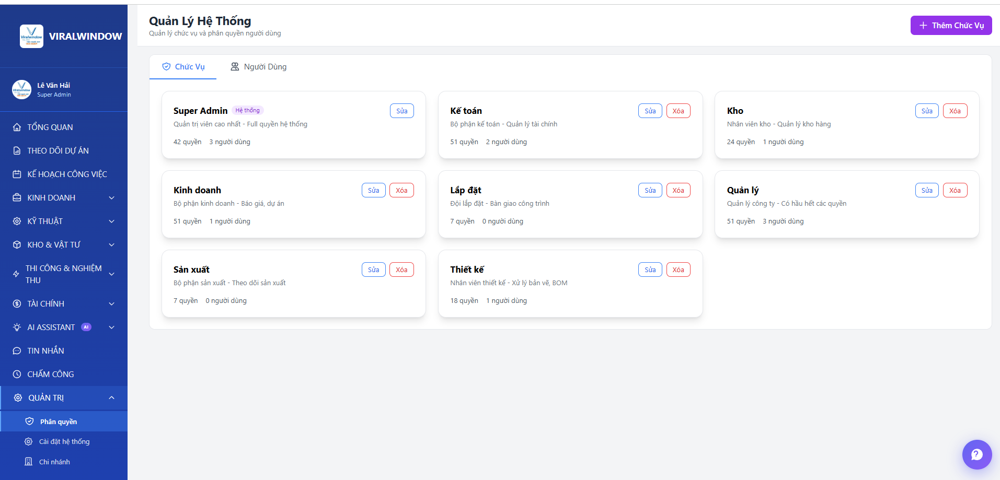 VIRALWINDOW
Lê Văn Hải
Super Admin
TỔNG QUAN
THEO DÕI DỰ ÁN
KẾ HOẠCH CÔNG VIỆC
KINH DOANH
KỸ THUẬT
KHO & VẬT TƯ
THI CÔNG & NGHIỆM
THU
TÀI CHÍNH
AI ASSISTANT AI
TIN NHẮN
CHẤM CÔNG
QUẢN TRỊ
Phân quyền
Cài đặt hệ thống
Chi nhánh
Quản Lý Hệ Thống
Quản lý chức vụ và phân quyền người dùng
Thêm Chức Vụ
Chức Vụ
Người Dùng
Super Admin Hệ thống
Sửa
Quản trị viên cao nhất - Full quyền hệ thống
42 quyền 3 người dùng
Kế toán
Sửa Xóa
Bộ phận kế toán - Quản lý tài chính
51 quyền 2 người dùng
Kho
Sửa Xóa
Nhân viên kho - Quản lý kho hàng
24 quyền 1 người dùng
Kinh doanh
Sửa Xóa
Bộ phận kinh doanh - Báo giá, dự án
51 quyền 1 người dùng
Lắp đặt
Sửa Xóa
Đội lắp đặt - Bàn giao công trình
7 quyền 0 người dùng
Quản lý
Sửa Xóa
Quản lý công ty - Có hầu hết các quyền
51 quyền 3 người dùng
Sản xuất
Sửa Xóa
Bộ phận sản xuất - Theo dõi sản xuất
7 quyền 0 người dùng
Thiết kế
Sửa Xóa
Nhân viên thiết kế - Xử lý bản vẽ, BOM
18 quyền 1 người dùng